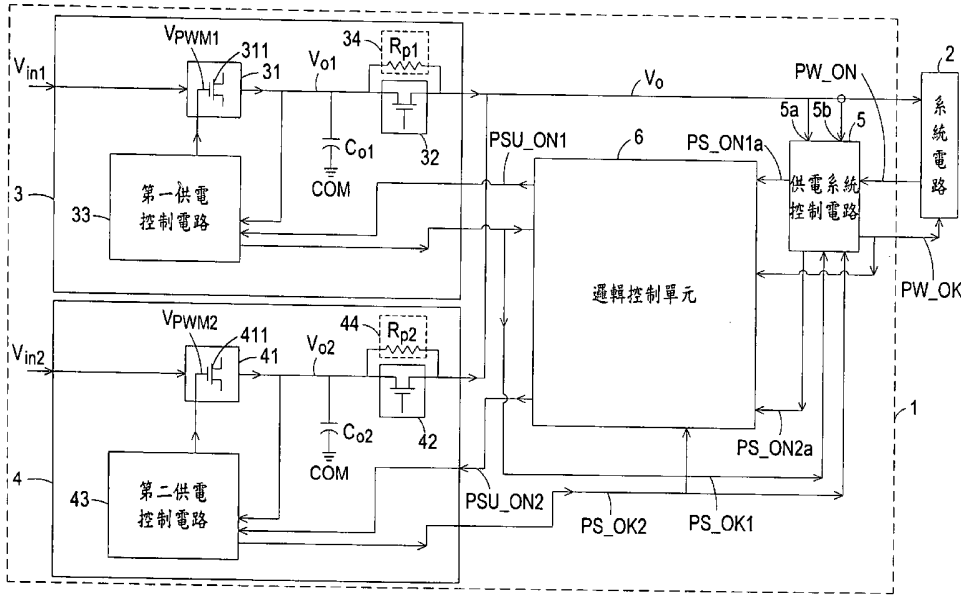 V_in1
V_PWM1
311
31
V_o1
34
R_p1
32
C_o1
COM
3
33
第一供電
控制電路
V_o
PSU_ON1
6
PS_ON1a
5a
5b
5
PW_ON
2
系統電路
供電系統
控制電路
邏輯控制單元
PW_OK
V_in2
V_PWM2
411
41
V_o2
44
R_p2
42
C_o2
COM
4
43
第二供電
控制電路
PSU_ON2
PS_OK2
PS_OK1
PS_ON2a
1